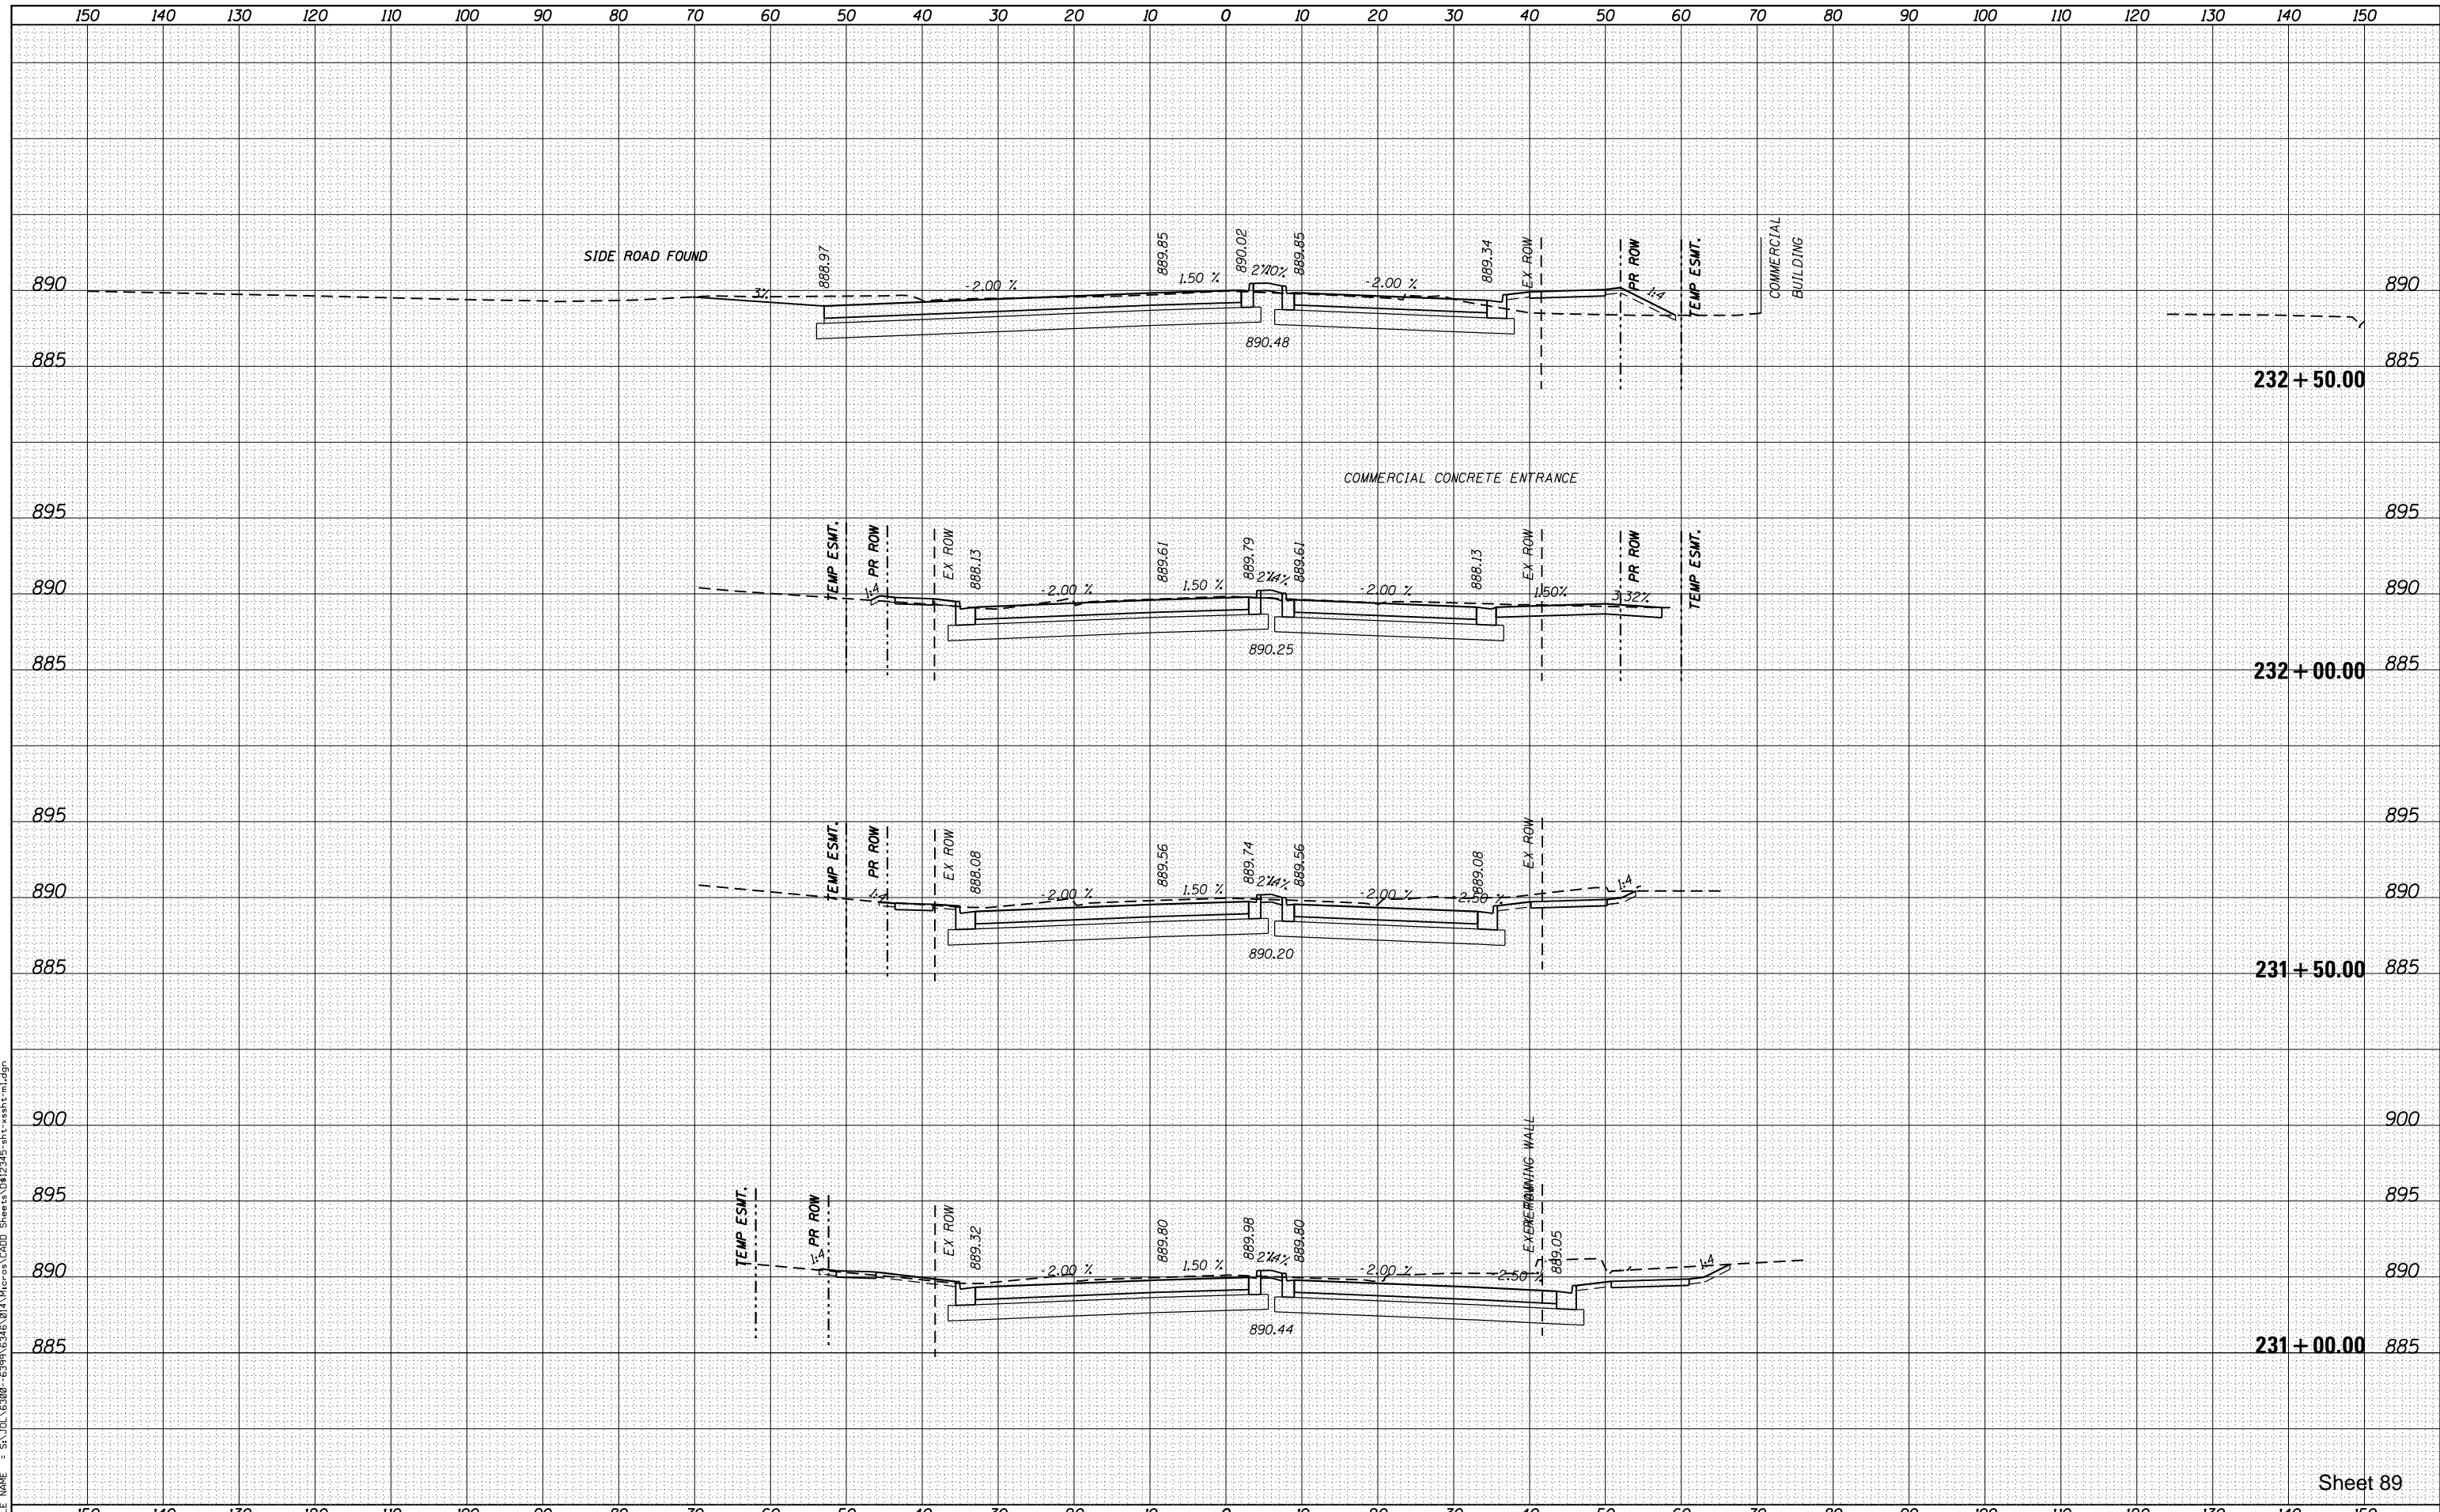 150 140 130 120 110 100 90 80 70 60 50 40 30 20 10 0 10 20 30 40 50 60 70 80 90 100 110 120 130 140 150
SIDE ROAD FOUND
888.97
889.85
890.02
889.85
889.34
EX ROW
PR ROW
TEMP ESMT.
COMMERCIAL
BUILDING
890
3%
-2.00 %
1.50 %
-2.00 %
1:4
890
890.48
885
885
232 + 50.00
COMMERCIAL CONCRETE ENTRANCE
895
895
TEMP ESMT.
PR ROW
EX ROW
888.13
889.61
889.79
889.61
888.13
EX ROW
PR ROW
TEMP ESMT.
890
1:4
-2.00 %
1.50 %
-2.00 %
1.50%
3.32%
890
890.25
885
232 + 00.00
885
895
895
TEMP ESMT.
PR ROW
EX ROW
888.08
889.56
889.74
889.56
889.08
EX ROW
890
1:4
-2.00 %
1.50 %
-2.00 %
-2.50 %
1:4
890
890.20
885
231 + 50.00
885
900
900
895
895
TEMP ESMT.
PR ROW
EX ROW
889.32
889.80
889.98
889.80
WALL
889.05
890
1:4
-2.00 %
1.50 %
-2.00 %
-2.50 %
1:4
890
890.44
885
231 + 00.00
885
Sheet 89